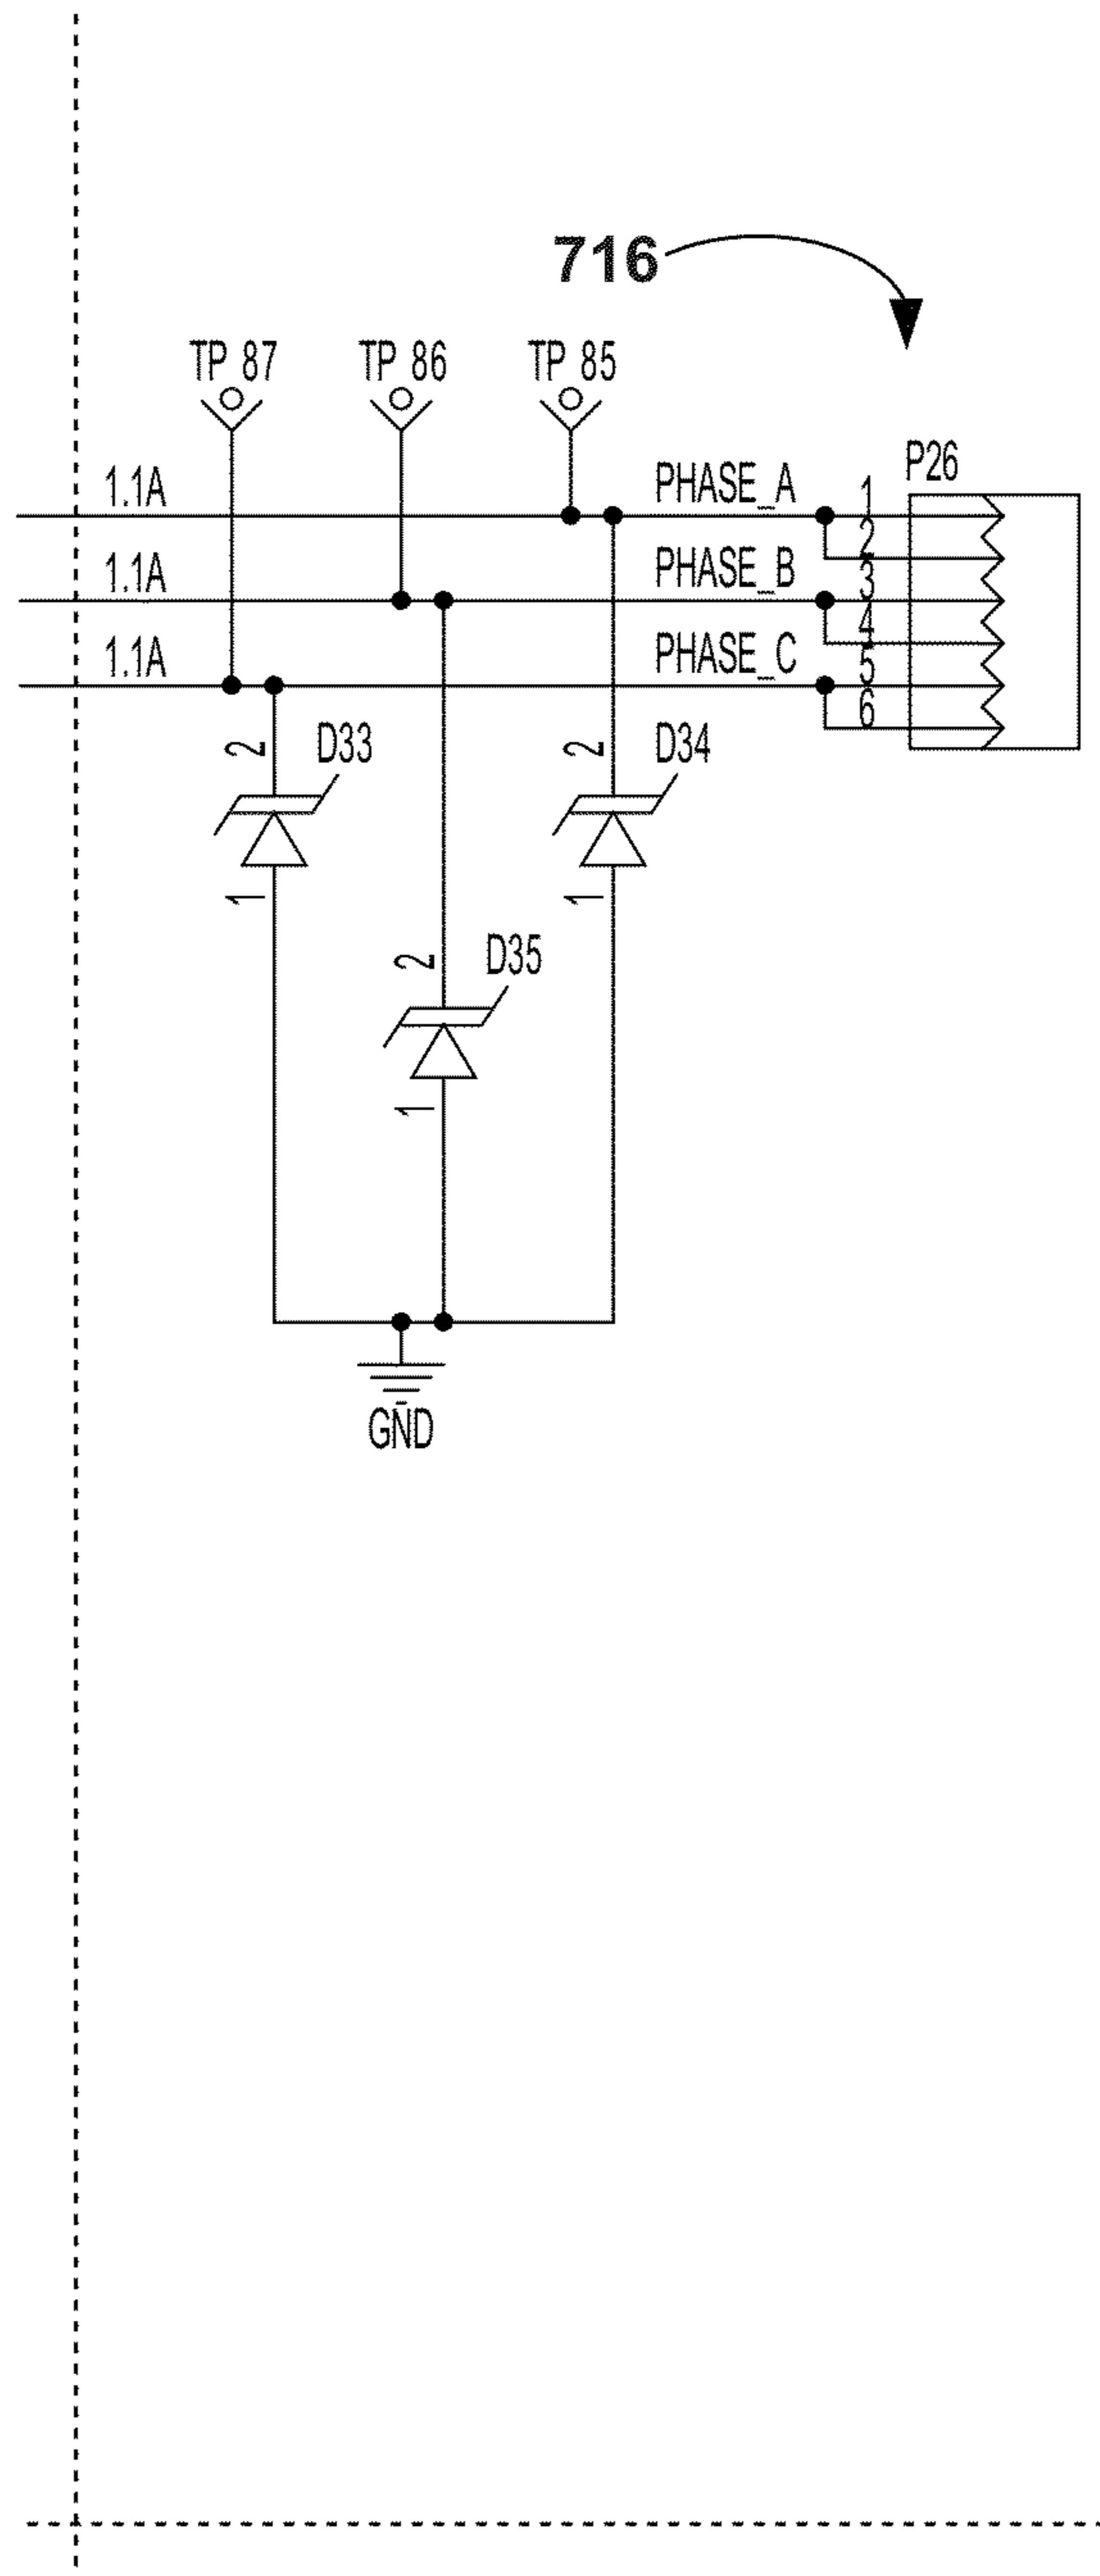 716
TP 87 TP 86 TP 85
P26
1.1A PHASE_A 1
2
1.1A PHASE_B 3
4
1.1A PHASE_C 5
6
2 D33 2 D34
1 1
2 D35
1
GND